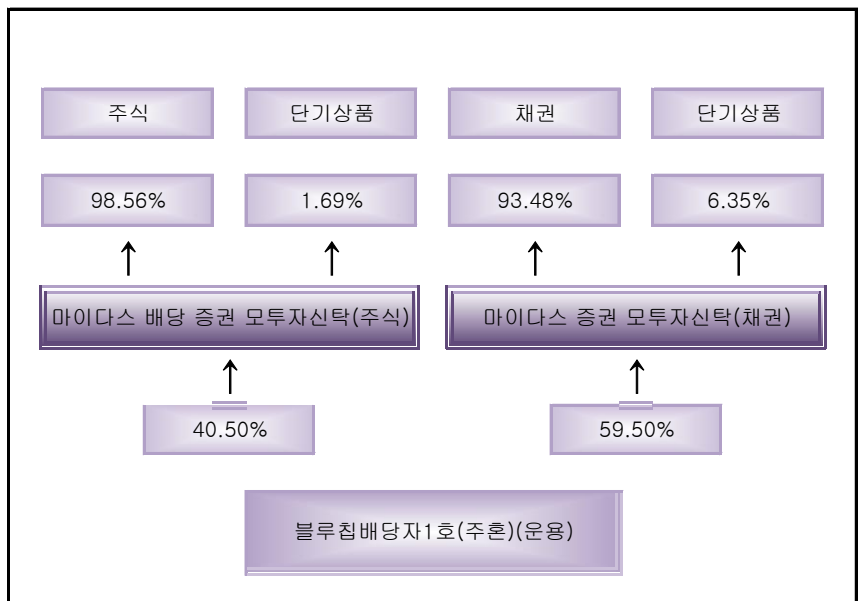 주식
단기상품
채권
단기상품
98.56%
1.69%
93.48%
6.35%
마이다스 배당 증권 모투자신탁(주식)
마이다스 증권 모투자신탁(채권)
40.50%
59.50%
블루칩배당자1호(주혼)(운용)